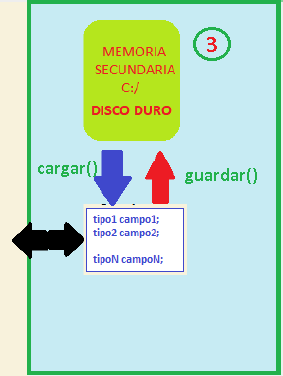 MEMORIA
SECUNDARIA
C:/
DISCO DURO
3
cargar()
guardar()
tipo1 campo1;
tipo2 campo2;
tipoN campoN;